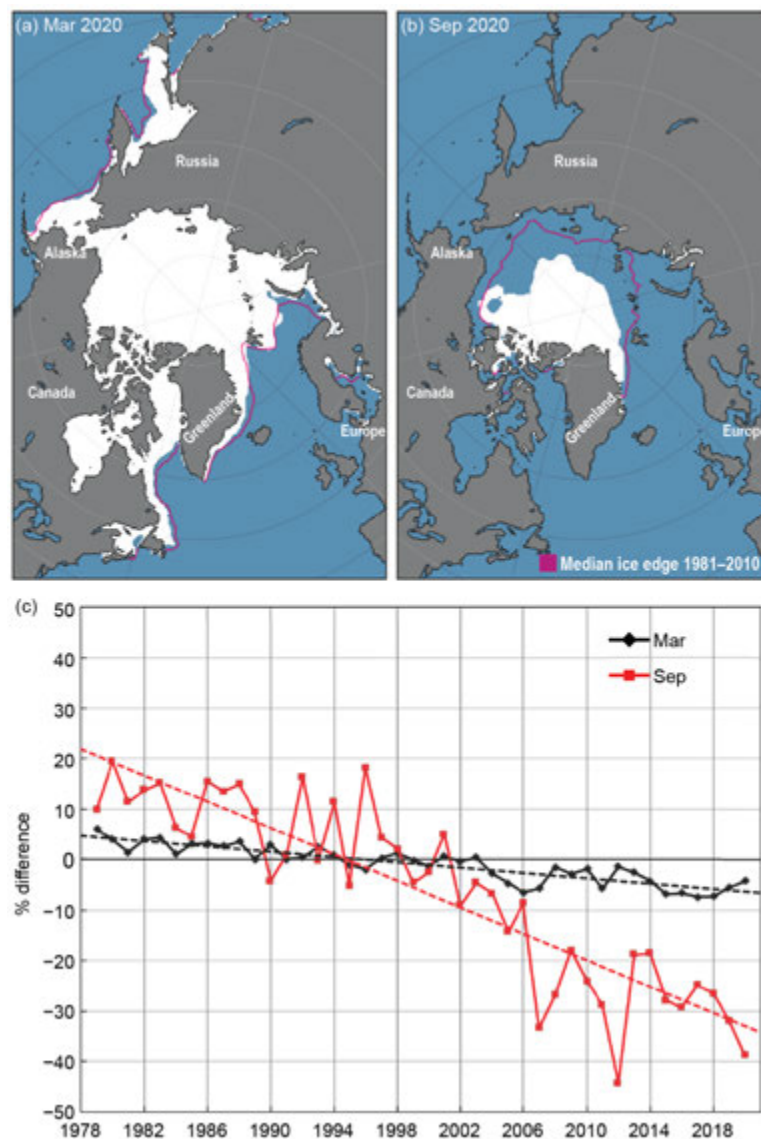 (a) Mar 2020
Russia
Alaska
Canada
Greenland
Europe
(b) Sep 2020
Russia
Alaska
Canada
Greenland
Europe
Median ice edge 1981–2010
(c)
50
40
30
20
10
0
−10
−20
−30
−40
−50
% difference
Mar
Sep
1978 1982 1986 1990 1994 1998 2002 2006 2010 2014 2018